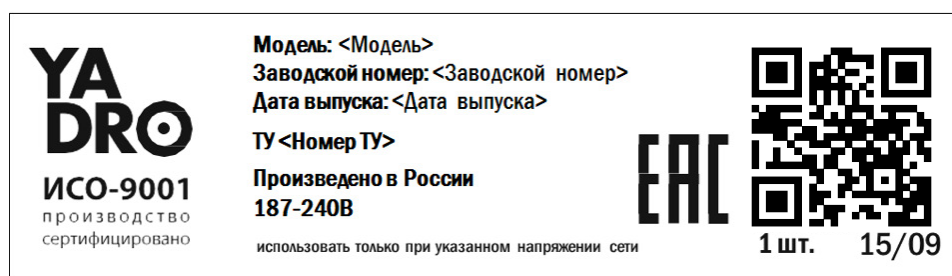 YA
DRO
ИСО-9001
производство
сертифицировано
Модель: <Модель>
Заводской номер: <Заводской номер>
Дата выпуска: <Дата выпуска>
ТУ <Номер ТУ>
Произведено в России
187-240В
использовать только при указанном напряжении сети
ЕАС
1 шт. 15/09